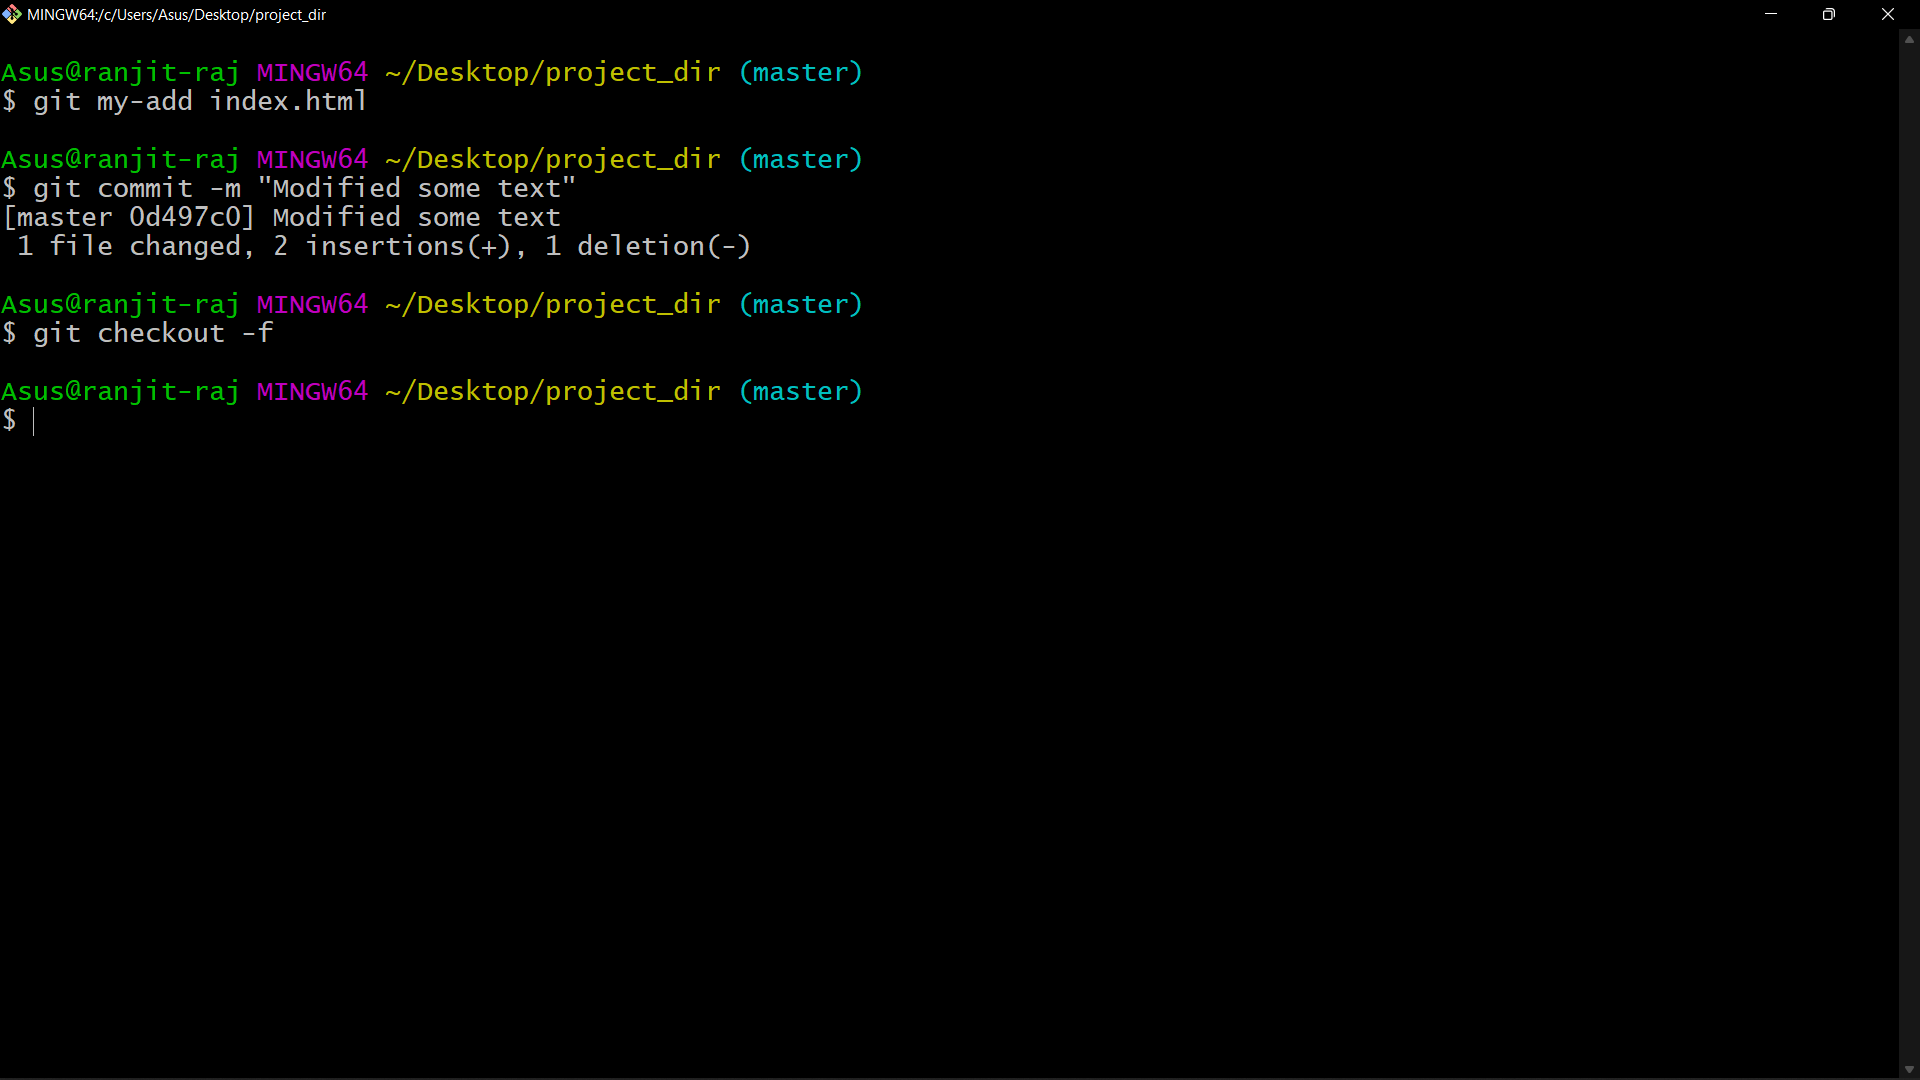 MINGW64:/c/Users/Asus/Desktop/project_dir
Asus@ranjit-raj MINGW64 ~/Desktop/project_dir (master)
$ git my-add index.html
Asus@ranjit-raj MINGW64 ~/Desktop/project_dir (master)
$ git commit -m "Modified some text"
[master 0d497c0] Modified some text
 1 file changed, 2 insertions(+), 1 deletion(-)
Asus@ranjit-raj MINGW64 ~/Desktop/project_dir (master)
$ git checkout -f
Asus@ranjit-raj MINGW64 ~/Desktop/project_dir (master)
$